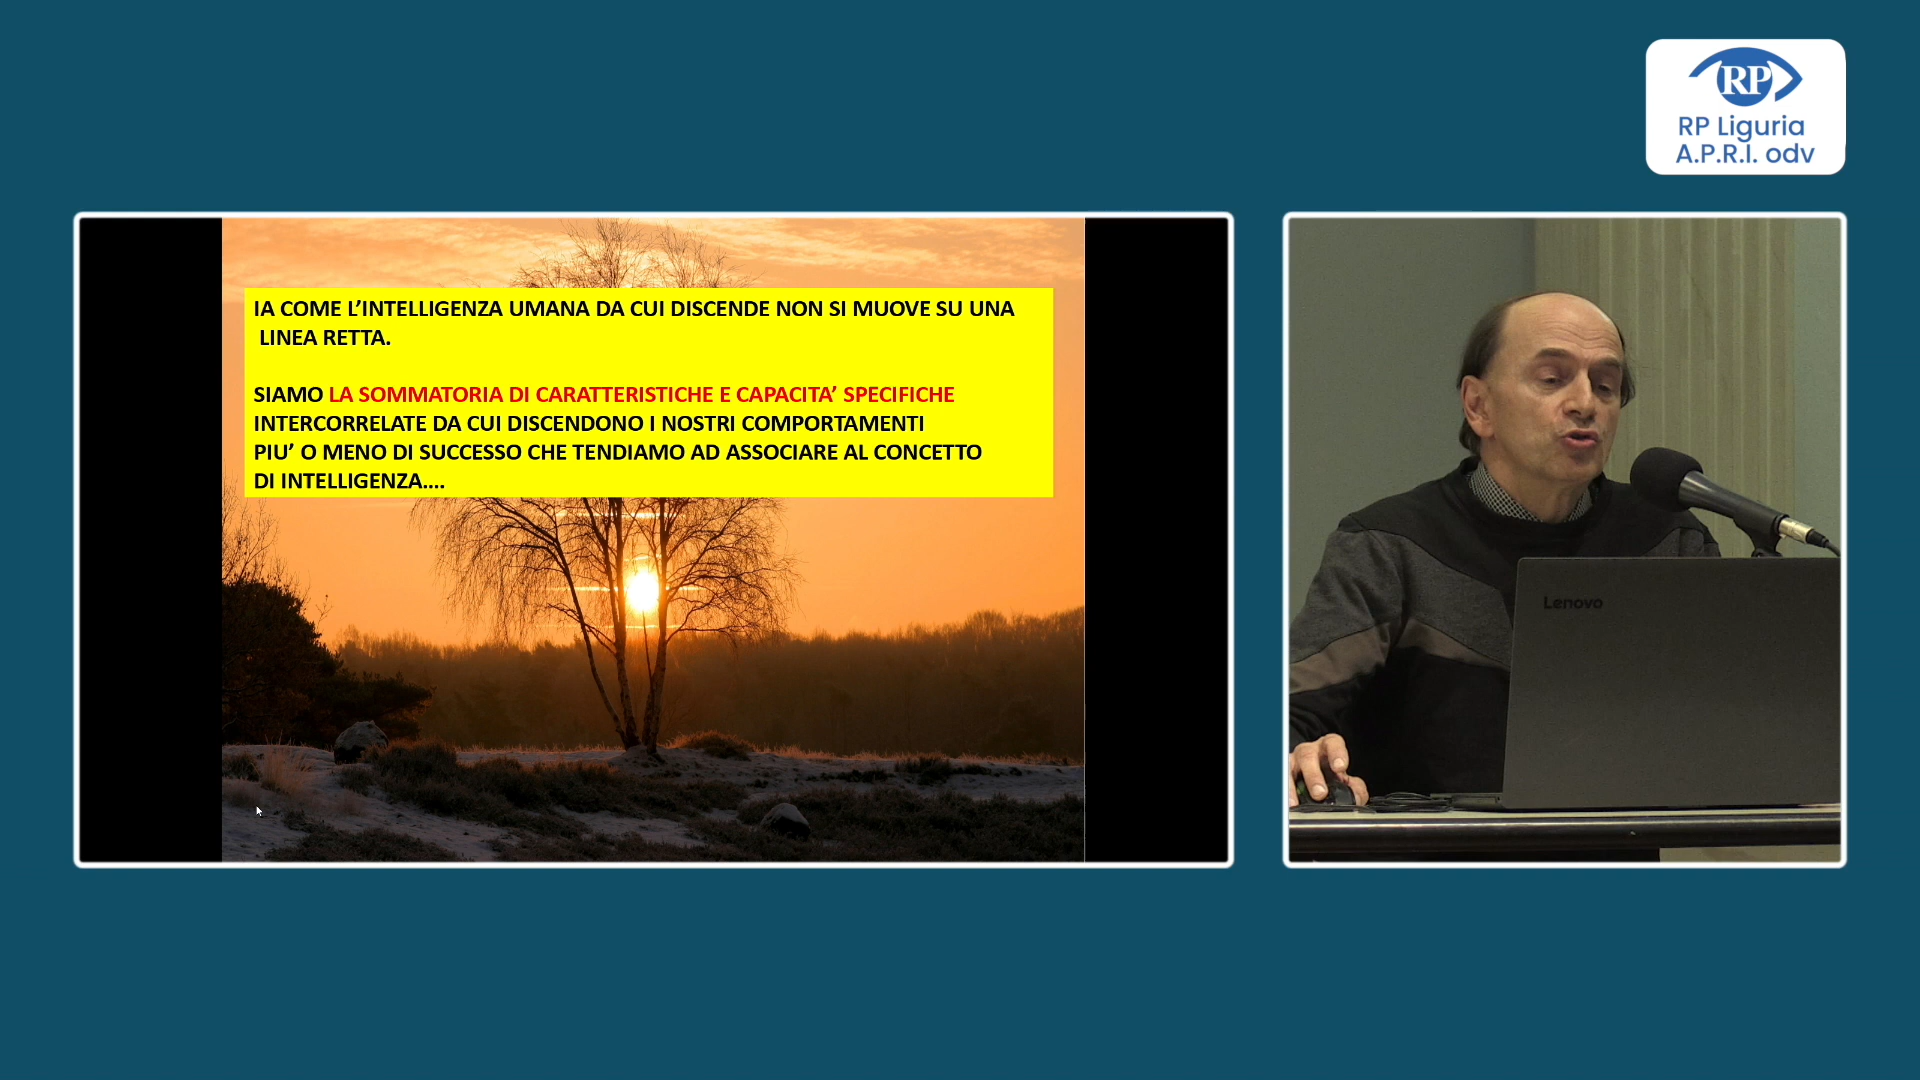 RP
RP Liguria
A.P.R.I. odv
IA COME L’INTELLIGENZA UMANA DA CUI DISCENDE NON SI MUOVE SU UNA
LINEA RETTA.
SIAMO LA SOMMATORIA DI CARATTERISTICHE E CAPACITA’ SPECIFICHE
INTERCORRELATE DA CUI DISCENDONO I NOSTRI COMPORTAMENTI
PIU’ O MENO DI SUCCESSO CHE TENDIAMO AD ASSOCIARE AL CONCETTO
DI INTELLIGENZA....
Lenovo